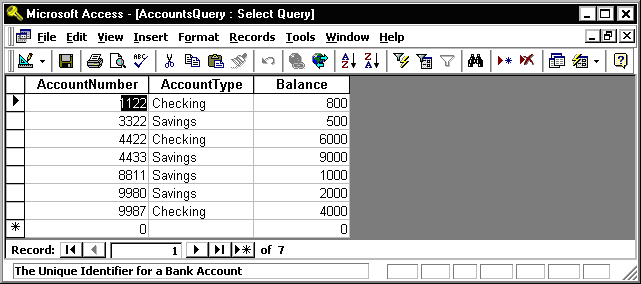 Microsoft Access - [AccountsQuery : Select Query]
File Edit View Insert Format Records Tools Window Help
AccountNumber AccountType Balance
1122 Checking 800
3322 Savings 500
4422 Checking 6000
4433 Savings 9000
8811 Savings 1000
9980 Savings 2000
9987 Checking 4000
0 0
Record: 1 of 7
The Unique Identifier for a Bank Account